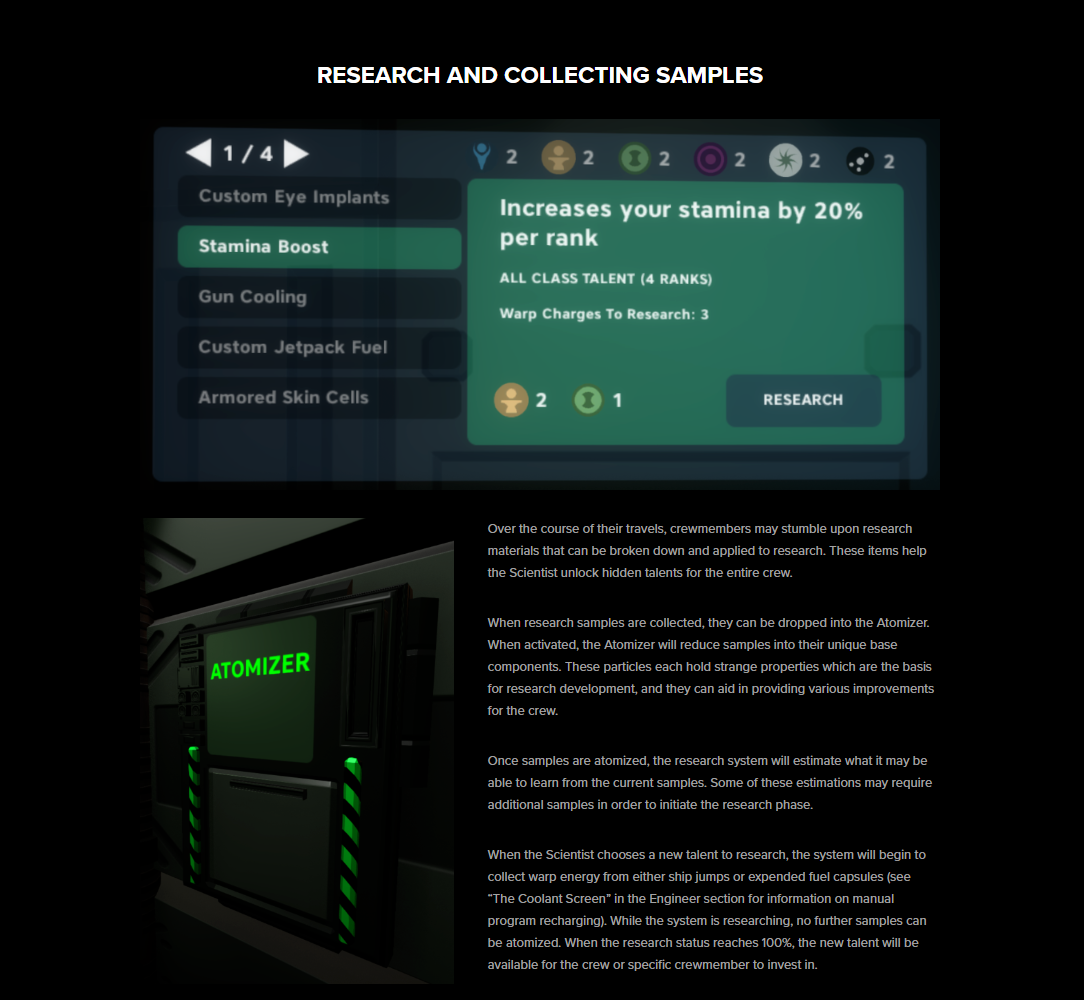 RESEARCH AND COLLECTING SAMPLES
1 / 4
2 2 2 2 2 2
Custom Eye Implants
Stamina Boost
Gun Cooling
Custom Jetpack Fuel
Armored Skin Cells
Increases your stamina by 20%
per rank
ALL CLASS TALENT (4 RANKS)
Warp Charges To Research: 3
2 1
RESEARCH
ATOMIZER
Over the course of their travels, crewmembers may stumble upon research
materials that can be broken down and applied to research. These items help
the Scientist unlock hidden talents for the entire crew.
When research samples are collected, they can be dropped into the Atomizer.
When activated, the Atomizer will reduce samples into their unique base
components. These particles each hold strange properties which are the basis
for research development, and they can aid in providing various improvements
for the crew.
Once samples are atomized, the research system will estimate what it may be
able to learn from the current samples. Some of these estimations may require
additional samples in order to initiate the research phase.
When the Scientist chooses a new talent to research, the system will begin to
collect warp energy from either ship jumps or expended fuel capsules (see
“The Coolant Screen” in the Engineer section for information on manual
program recharging). While the system is researching, no further samples can
be atomized. When the research status reaches 100%, the new talent will be
available for the crew or specific crewmember to invest in.